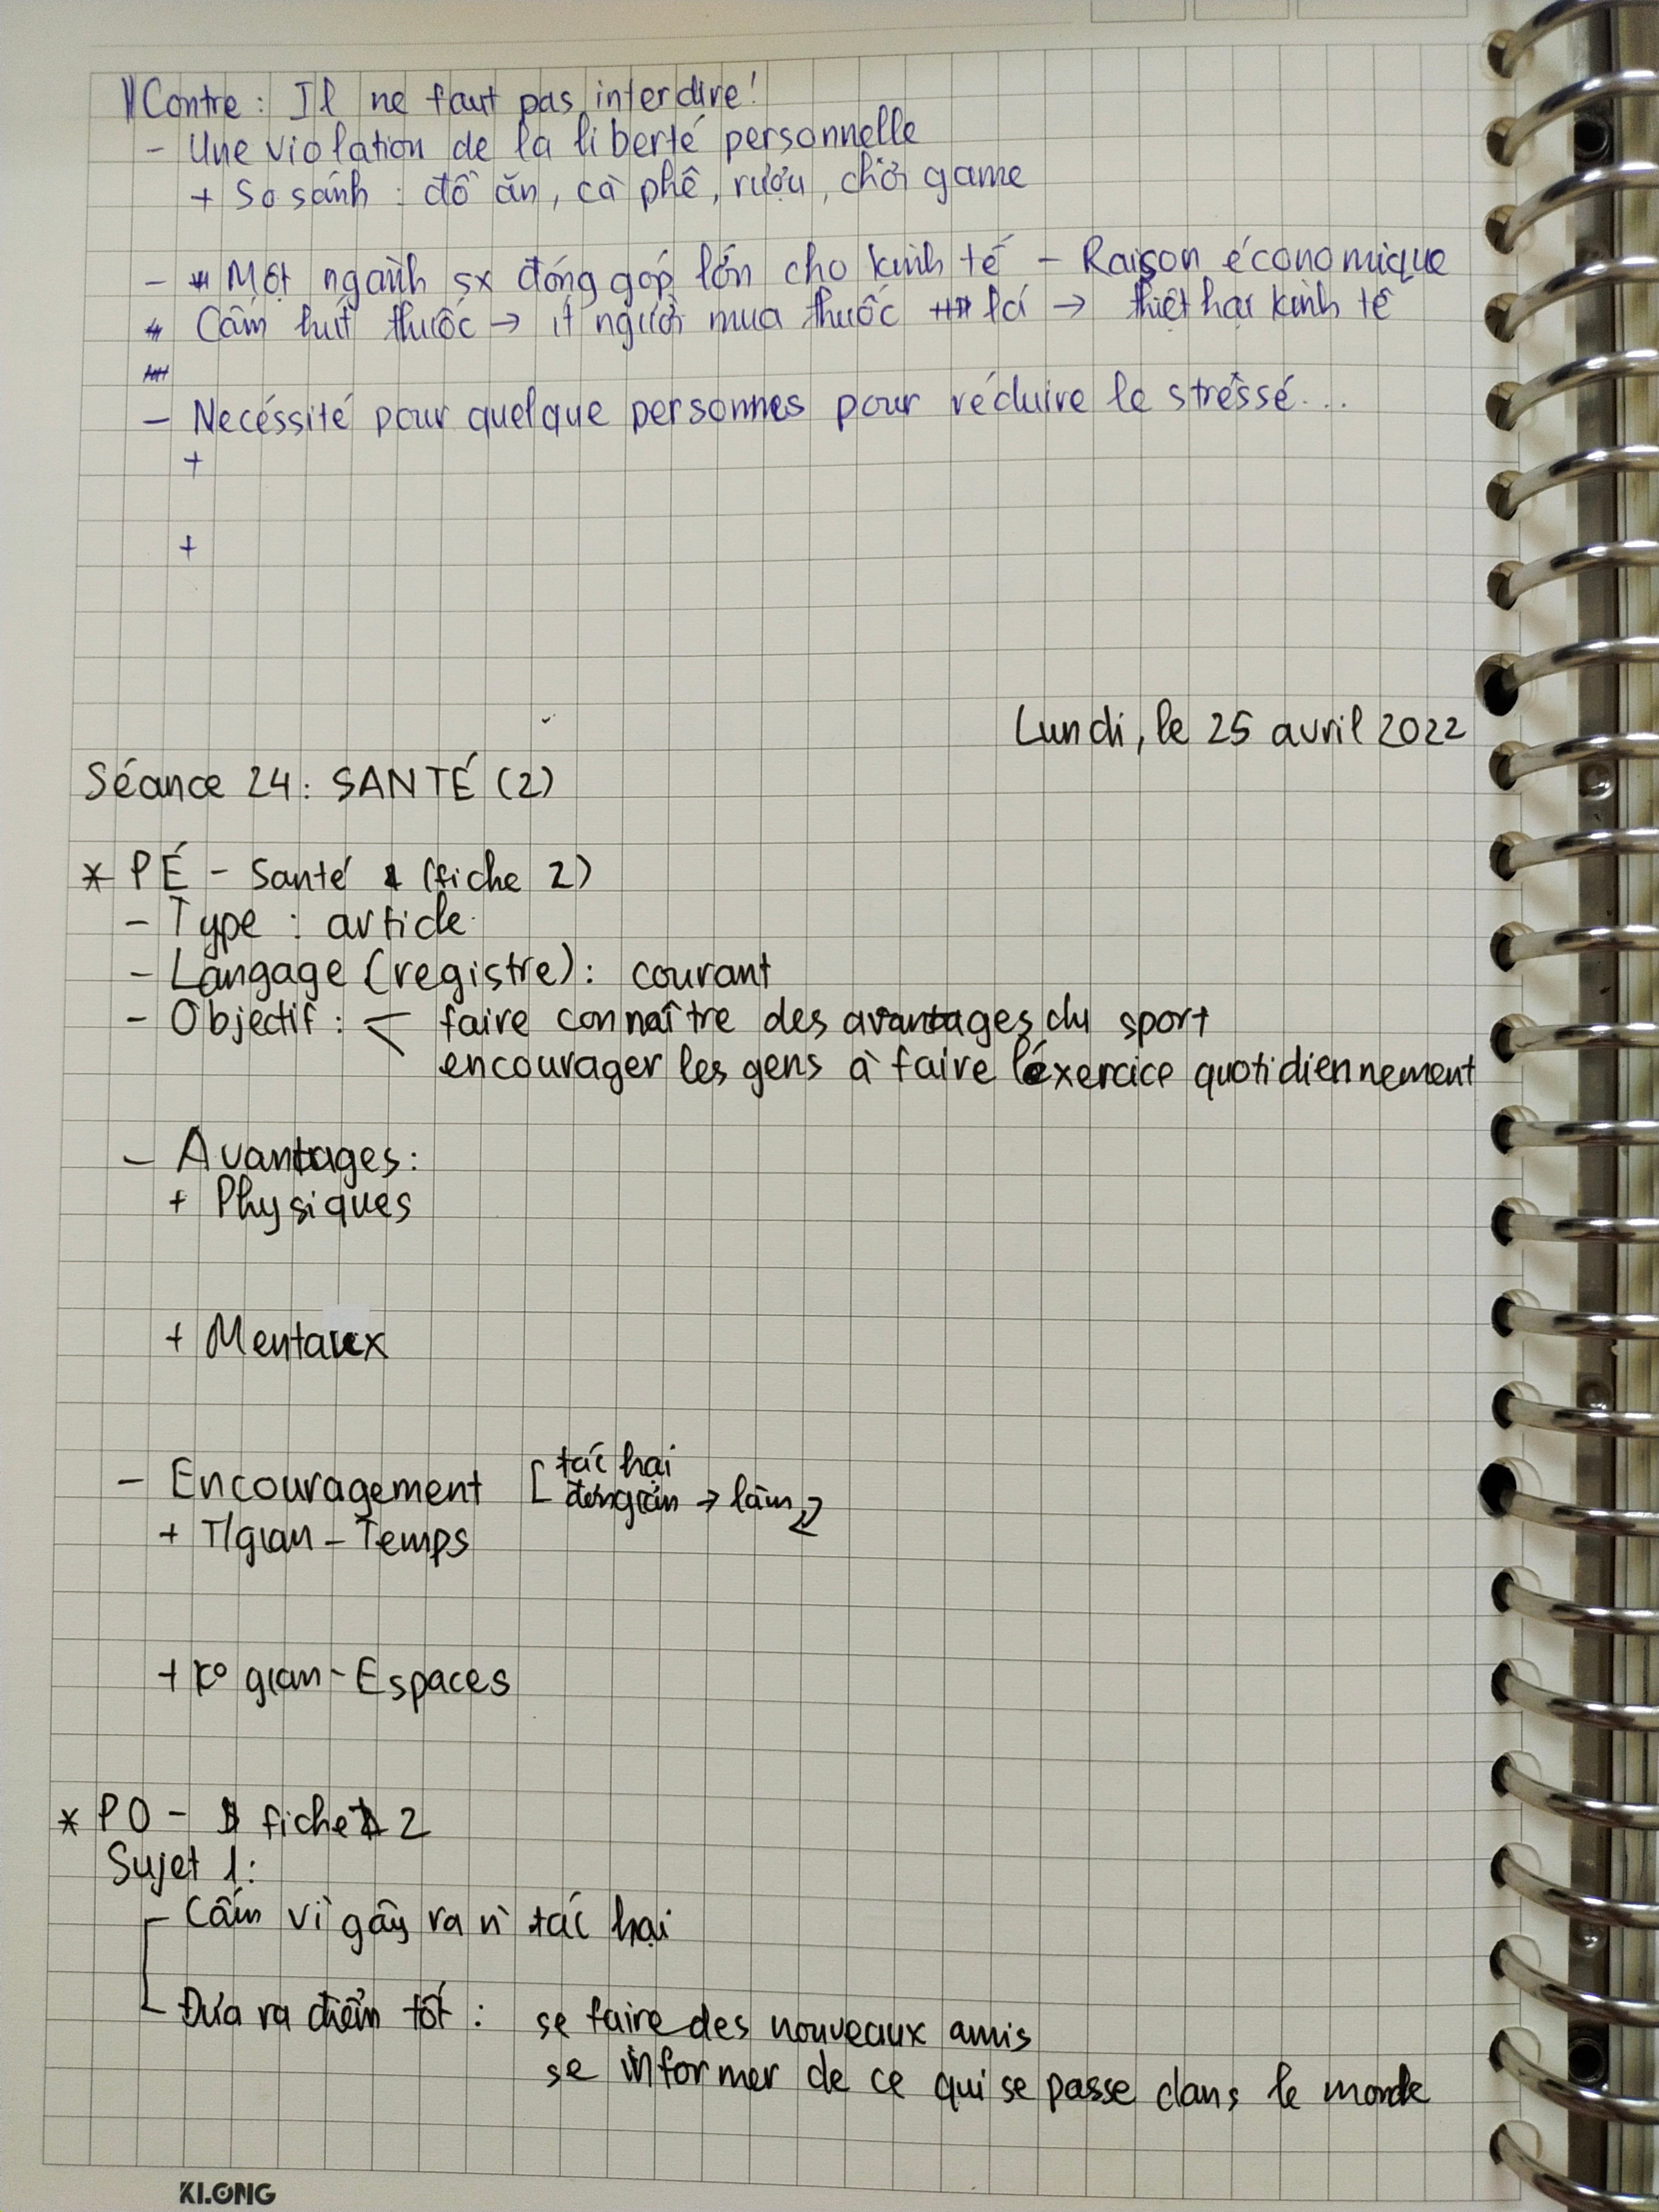 Contre : Il ne faut pas interdire !
- Une violation de la liberté personnelle
+ So sánh : đồ ăn, cà phê, rượu, chơi game
- Một ngành sx đóng góp lớn cho kinh tế - Raison économique
Cấm hút thuốc → ít người mua thuốc lá → thiệt hại kinh tế
- Necéssité pour quelque personnes pour réduire le stressé...
+
+
Lundi, le 25 avril 2022
Séance 24 : SANTÉ (2)
* PÉ - Santé (fiche 2)
- Type : article
- Langage (registre) : courant
- Objectif : faire connaître des avantages du sport
encourager les gens à faire l'éxercice quotidiennement
- Avantages :
+ Physiques
+ Mentaux
- Encouragement [ tác hại
đơn giản → làm
+ T/gian - Temps
+ ko gian - Espaces
* PO - fiche 2
Sujet 1 :
- Cấm vì gây ra n` tác hại
- Đưa ra điểm tốt : se faire des nouveaux amis
se informer de ce qui se passe dans le monde
KLONG